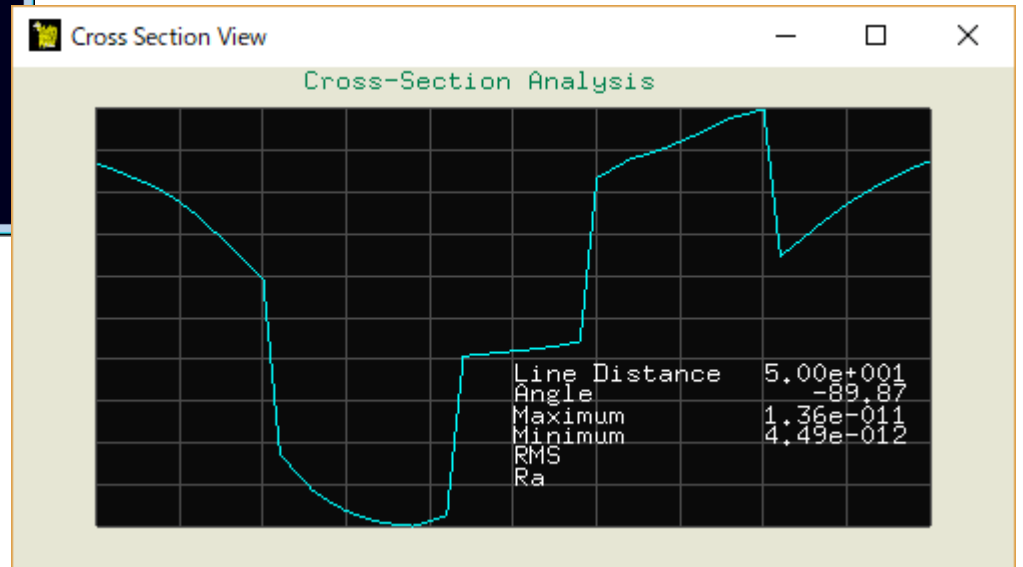 Cross Section View
Cross-Section Analysis
Line Distance 5.00e+001
Angle -89.87
Maximum 1.36e-011
Minimum 4.49e-012
RMS
Ra